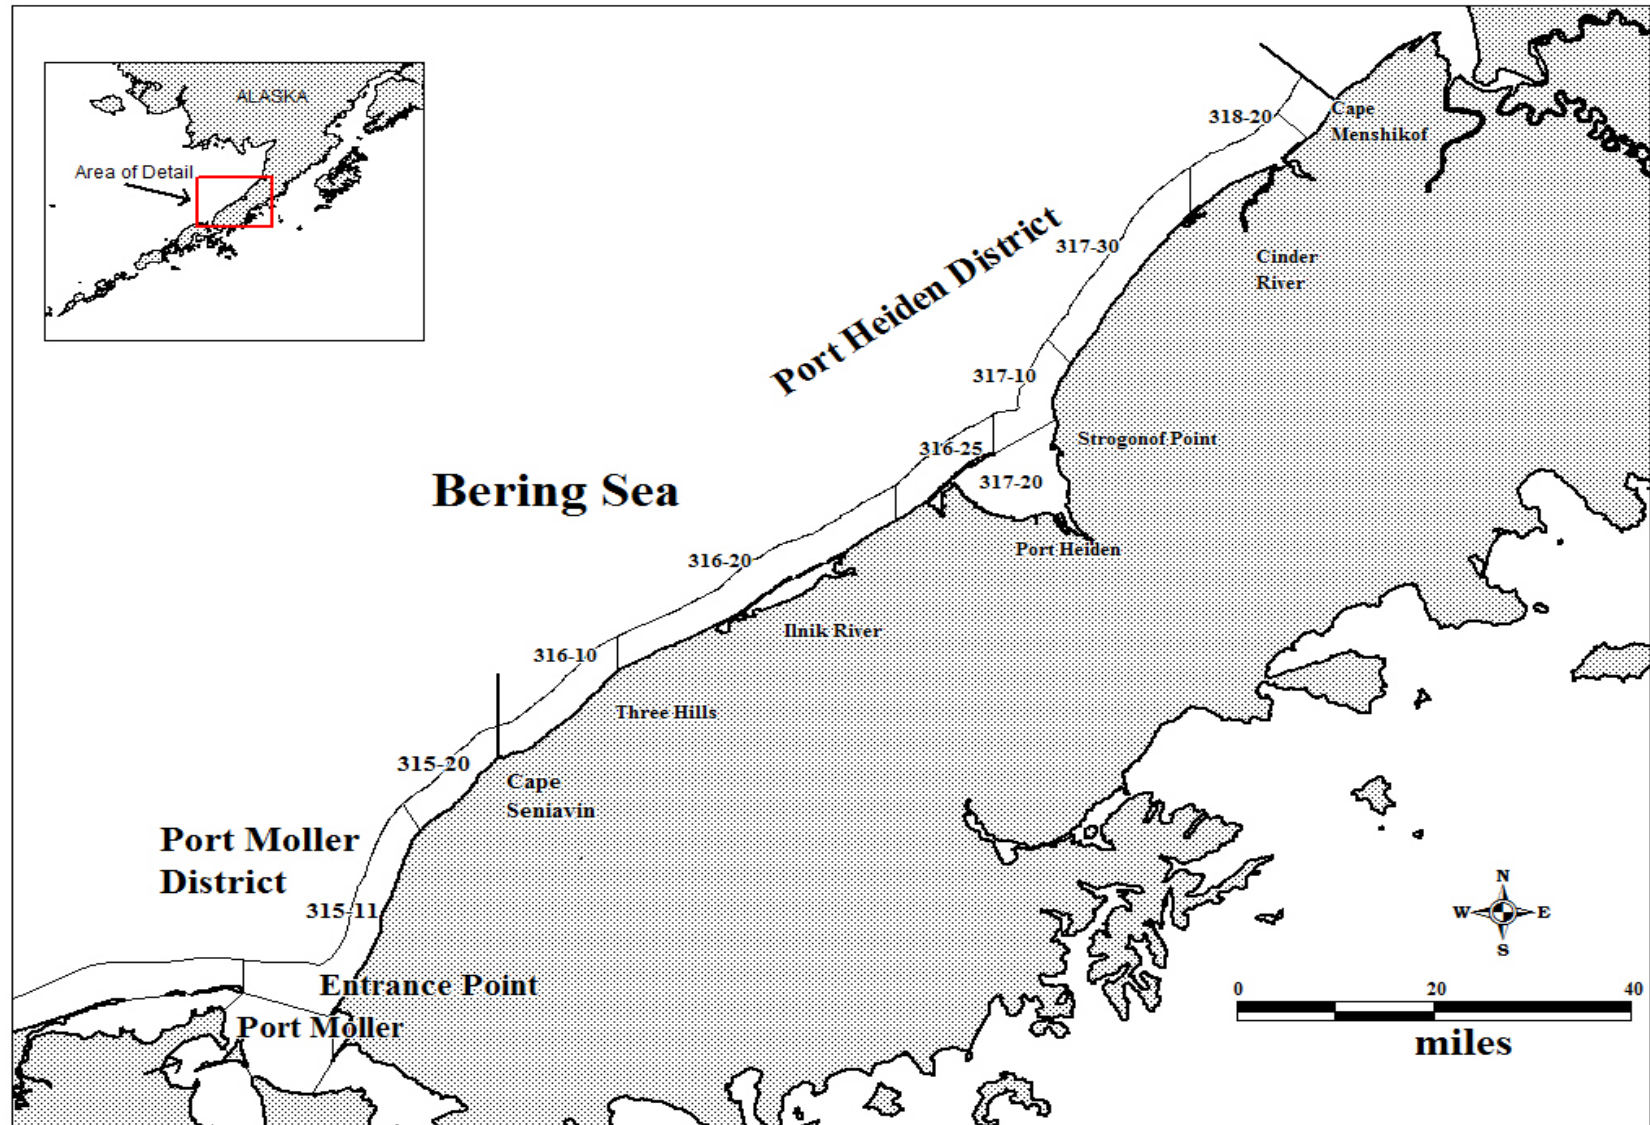 ALASKA
Area of Detail
318-20
Cape
Menshikof
317-30
Port Heiden District
Cinder
River
317-10
Strogonof Point
316-25
317-20
Bering Sea
Port Heiden
316-20
Ilnik River
316-10
Three Hills
315-20
Cape
Seniavin
Port Moller
District
315-11
Entrance Point
Port Moller
N
W E
S
0 20 40
miles